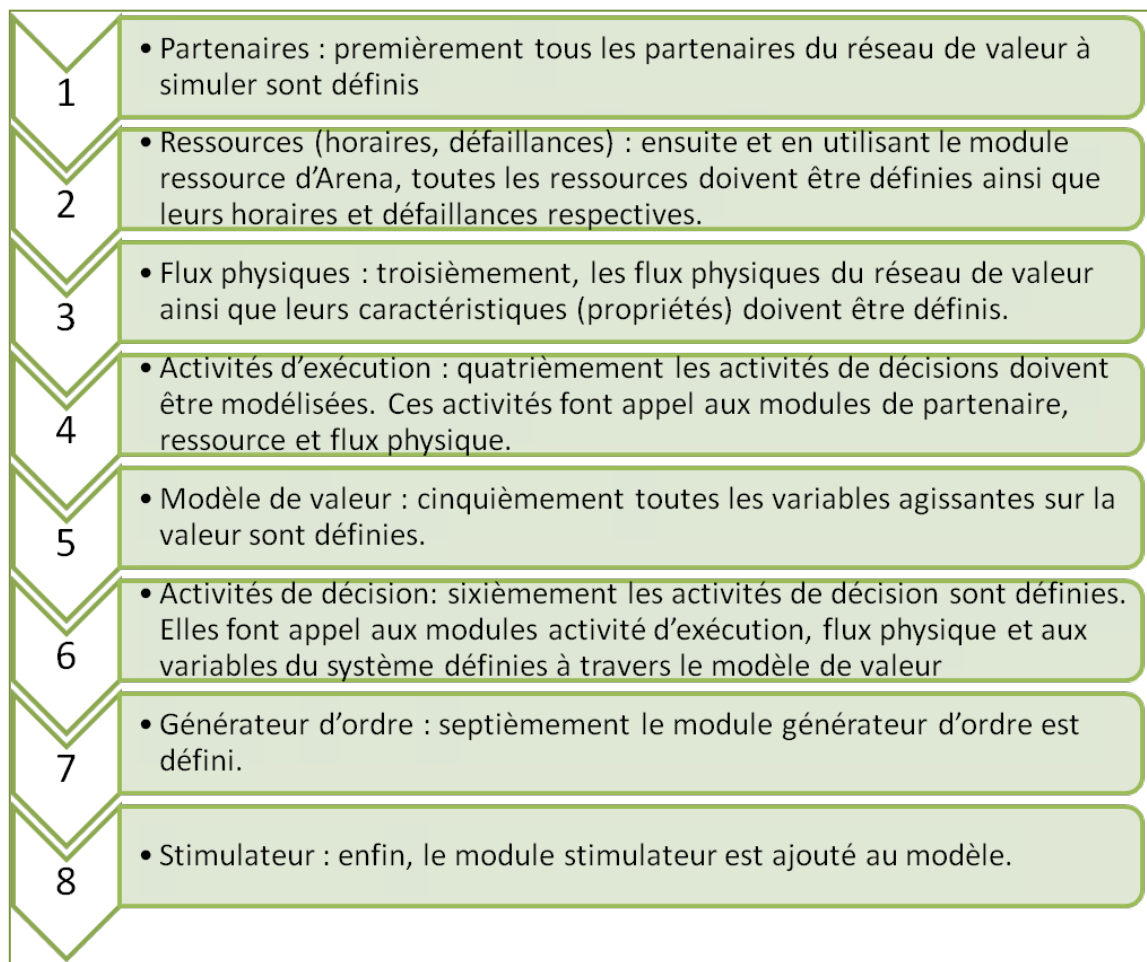 1
• Partenaires : premièrement tous les partenaires du réseau de valeur à
simuler sont définis
2
• Ressources (horaires, défaillances) : ensuite et en utilisant le module
ressource d’Arena, toutes les ressources doivent être définies ainsi que
leurs horaires et défaillances respectives.
3
• Flux physiques : troisièmement, les flux physiques du réseau de valeur
ainsi que leurs caractéristiques (propriétés) doivent être définis.
4
• Activités d’exécution : quatrièmement les activités de décisions doivent
être modélisées. Ces activités font appel aux modules de partenaire,
ressource et flux physique.
5
• Modèle de valeur : cinquièmement toutes les variables agissantes sur la
valeur sont définies.
6
• Activités de décision: sixièmement les activités de décision sont définies.
Elles font appel aux modules activité d’exécution, flux physique et aux
variables du système définies à travers le modèle de valeur
7
• Générateur d’ordre : septièmement le module générateur d’ordre est
défini.
8
• Stimulateur : enfin, le module stimulateur est ajouté au modèle.